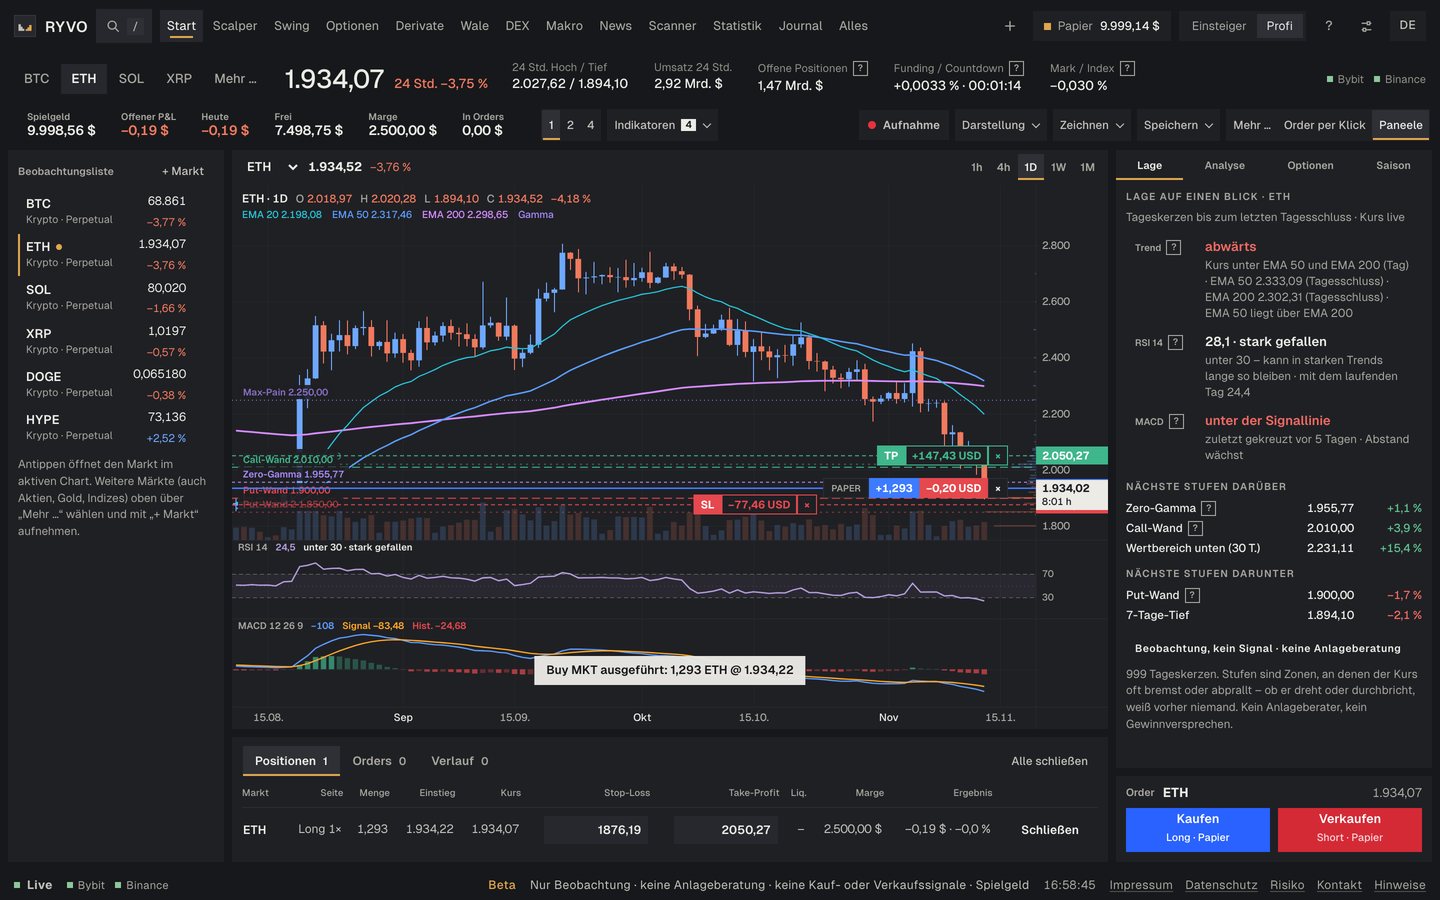 RYVO
/
Start Scalper Swing Optionen Derivate Wale DEX Makro News Scanner Statistik Journal Alles
+ Papier 9.999,14 $ Einsteiger Profi ? DE
BTC ETH SOL XRP Mehr ...
1.934,07 24 Std. −3,75 %
24 Std. Hoch / Tief
2.027,62 / 1.894,10
Umsatz 24 Std.
2,92 Mrd. $
Offene Positionen ?
1,47 Mrd. $
Funding / Countdown ?
+0,0033 % · 00:01:14
Mark / Index ?
−0,030 %
Bybit Binance
Spielgeld
9.998,56 $
Offener P&L
−0,19 $
Heute
−0,19 $
Frei
7.498,75 $
Marge
2.500,00 $
In Orders
0,00 $
1 2 4
Indikatoren 4
Aufnahme Darstellung Zeichnen Speichern Mehr ... Order per Klick Paneele
Beobachtungsliste + Markt
BTC 68.861
Krypto · Perpetual −3,77 %
ETH 1.934,07
Krypto · Perpetual −3,76 %
SOL 80,020
Krypto · Perpetual −1,66 %
XRP 1,0197
Krypto · Perpetual −0,57 %
DOGE 0,065180
Krypto · Perpetual −0,38 %
HYPE 73,136
Krypto · Perpetual +2,52 %
Antippen öffnet den Markt im
aktiven Chart. Weitere Märkte (auch
Aktien, Gold, Indizes) oben über
„Mehr ...“ wählen und mit „+ Markt“
aufnehmen.
ETH 1.934,52 −3,76 %
1h 4h 1D 1W 1M
ETH · 1D O 2.018,97 H 2.020,28 L 1.894,10 C 1.934,52 −4,18 %
EMA 20 2.198,08 EMA 50 2.317,46 EMA 200 2.298,65 Gamma
2.800
2.600
2.400
2.200
2.000
1.800
Max-Pain 2.250,00
Call-Wand 2.010,00
Zero-Gamma 1.955,77
Put-Wand 1.900,00
Put-Wand 2 1.850,00
TP +147,43 USD ×
2.050,27
PAPER +1,293 −0,20 USD ×
1.934,02
8:01 h
SL −77,46 USD ×
RSI 14 24,5 unter 30 · stark gefallen
70
30
MACD 12 26 9 −108 Signal −83,48 Hist. −24,68
Buy MKT ausgeführt: 1,293 ETH @ 1.934,22
15.08. Sep 15.09. Okt 15.10. Nov 15.11.
Positionen 1 Orders 0 Verlauf 0 Alle schließen
Markt Seite Menge Einstieg Kurs Stop-Loss Take-Profit Liq. Marge Ergebnis
ETH Long 1× 1,293 1.934,22 1.934,07 1876,19 2050,27 – 2.500,00 $ −0,19 $ · −0,0 % Schließen
Lage Analyse Optionen Saison
LAGE AUF EINEN BLICK · ETH
Tageskerzen bis zum letzten Tagesschluss · Kurs live
Trend ? abwärts
Kurs unter EMA 50 und EMA 200 (Tag)
· EMA 50 2.333,09 (Tagesschluss) ·
EMA 200 2.302,31 (Tagesschluss) ·
EMA 50 liegt über EMA 200
RSI 14 ? 28,1 · stark gefallen
unter 30 – kann in starken Trends
lange so bleiben · mit dem laufenden
Tag 24,4
MACD ? unter der Signallinie
zuletzt gekreuzt vor 5 Tagen · Abstand
wächst
NÄCHSTE STUFEN DARÜBER
Zero-Gamma ? 1.955,77 +1,1 %
Call-Wand ? 2.010,00 +3,9 %
Wertbereich unten (30 T.) 2.231,11 +15,4 %
NÄCHSTE STUFEN DARUNTER
Put-Wand ? 1.900,00 −1,7 %
7-Tage-Tief 1.894,10 −2,1 %
Beobachtung, kein Signal · keine Anlageberatung
999 Tageskerzen. Stufen sind Zonen, an denen der Kurs
oft bremst oder abprallt – ob er dreht oder durchbricht,
weiß vorher niemand. Kein Anlageberater, kein
Gewinnversprechen.
Order ETH 1.934,07
Kaufen
Long · Papier
Verkaufen
Short · Papier
Live Bybit Binance
Beta Nur Beobachtung · keine Anlageberatung · keine Kauf- oder Verkaufssignale · Spielgeld 16:58:45 Impressum Datenschutz Risiko Kontakt Hinweise